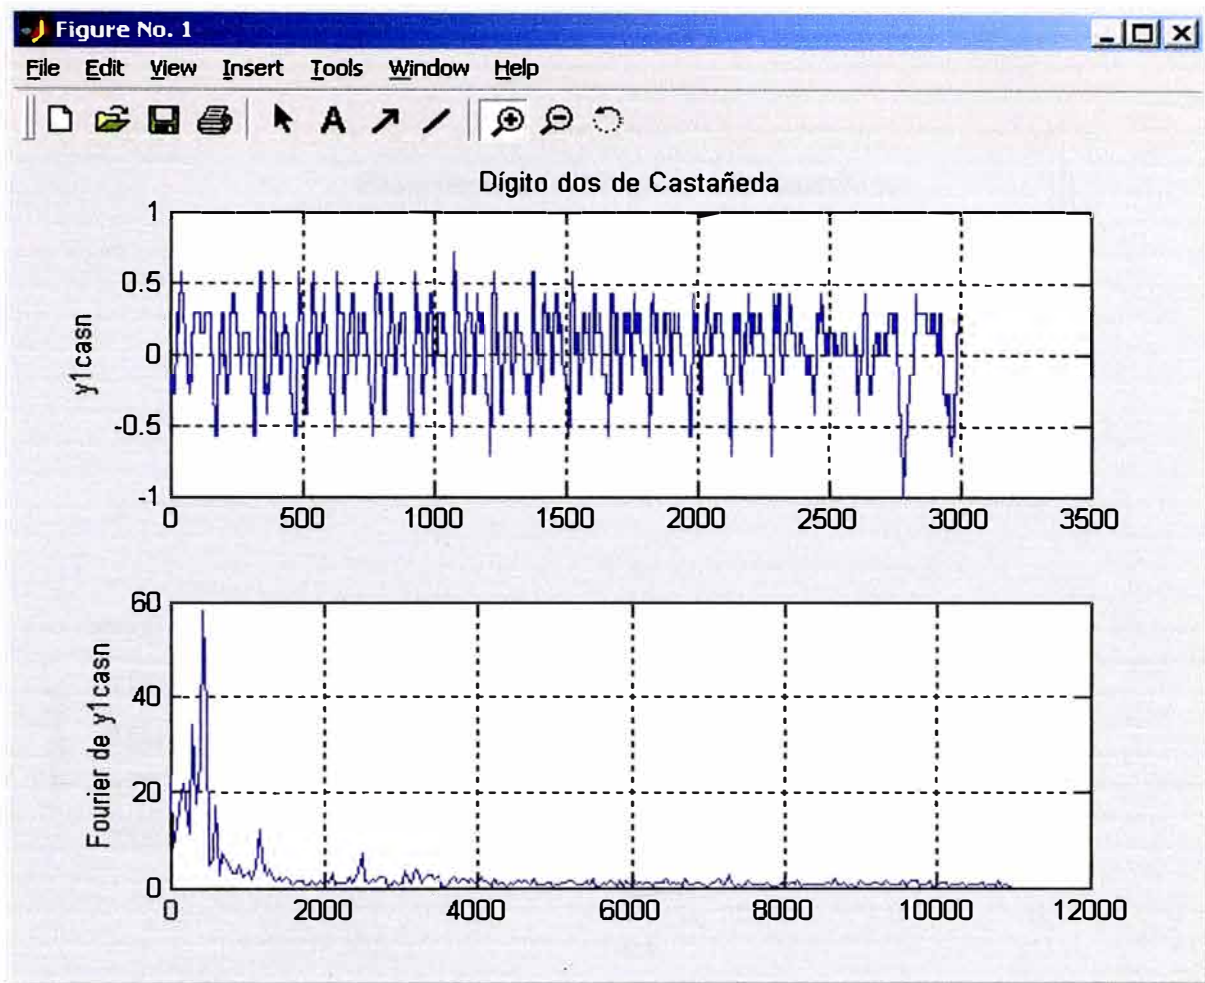 Figure No. 1
File Edit View Insert Tools Window Help
A
Dígito dos de Castañeda
y1casn
1
0.5
0
-0.5
-1
0 500 1000 1500 2000 2500 3000 3500
Fourier de y1casn
60
40
20
0
0 2000 4000 6000 8000 10000 12000